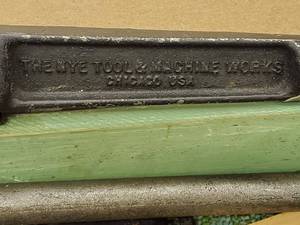 THE NYE TOOL & MACHINE WORKS
CHICAGO USA